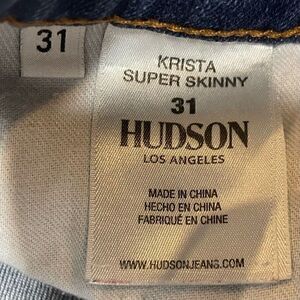 31
KRISTA
SUPER SKINNY
31
HUDSON
LOS ANGELES
MADE IN CHINA
HECHO EN CHINA
FABRIQUÉ EN CHINE
WWW.HUDSONJEANS.COM